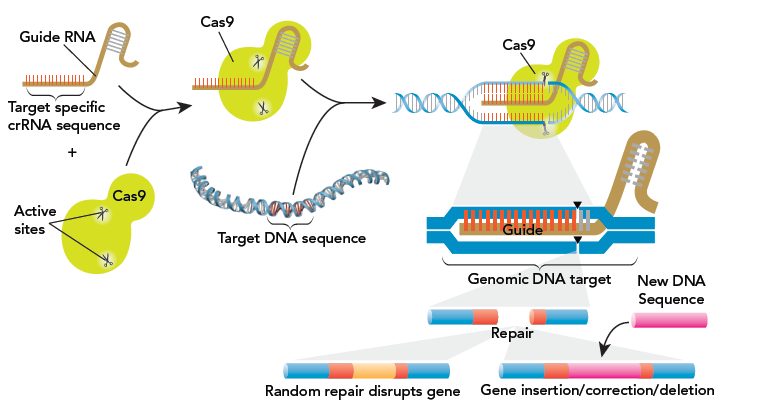 Guide RNA
Target specific
crRNA sequence
+
Cas9
Active
sites
Cas9
Target DNA sequence
Cas9
Guide
Genomic DNA target
New DNA
Sequence
Repair
Random repair disrupts gene
Gene insertion/correction/deletion